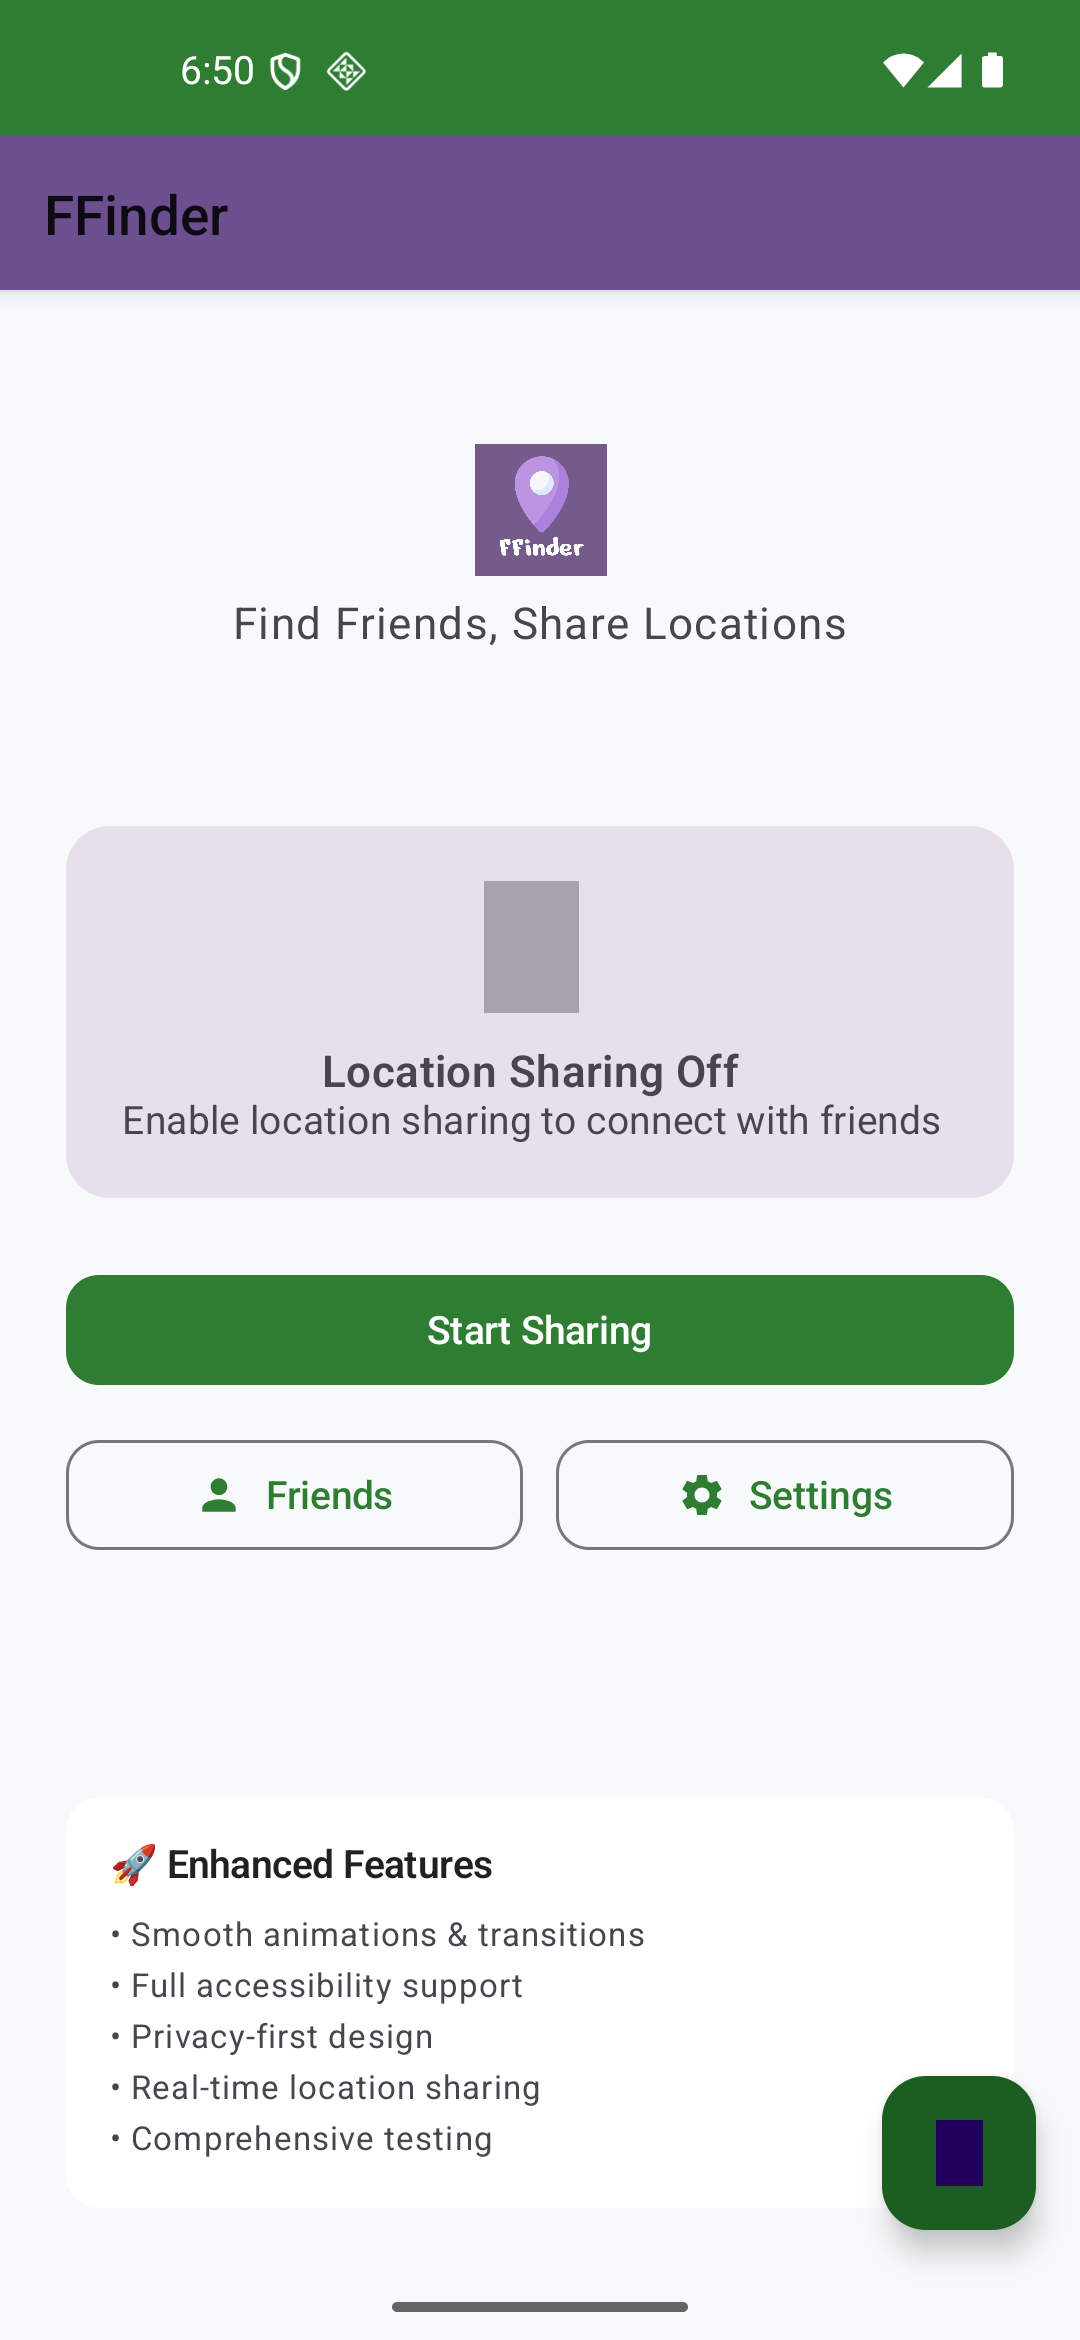 6:50
FFinder
FFinder
Find Friends, Share Locations
Location Sharing Off
Enable location sharing to connect with friends
Start Sharing
Friends
Settings
🚀 Enhanced Features
• Smooth animations & transitions
• Full accessibility support
• Privacy-first design
• Real-time location sharing
• Comprehensive testing